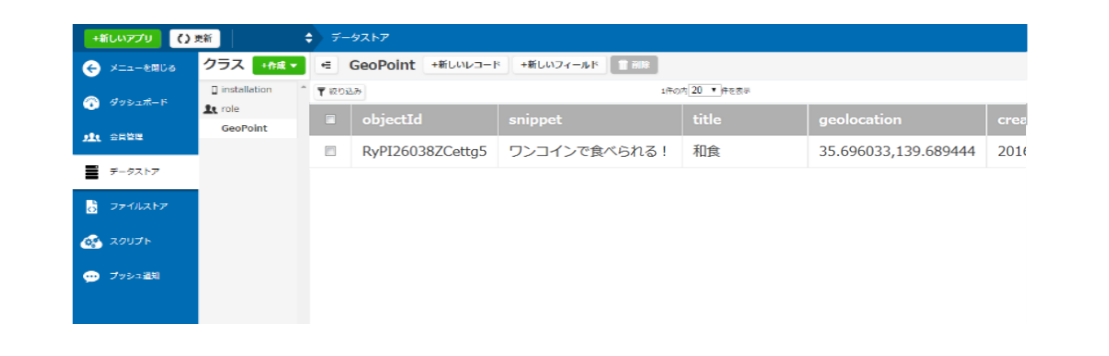 +新しいアプリ 更新 データストア
メニューを閉じる
ダッシュボード
会員管理
データストア
ファイルストア
スクリプト
プッシュ通知
クラス +作成
installation
role
GeoPoint
GeoPoint +新しいレコード +新しいフィールド 削除
絞り込み 1件の内 20 件を表示
objectId snippet title geolocation crea
RyPI26038ZCettg5 ワンコインで食べられる! 和食 35.696033,139.689444 2016